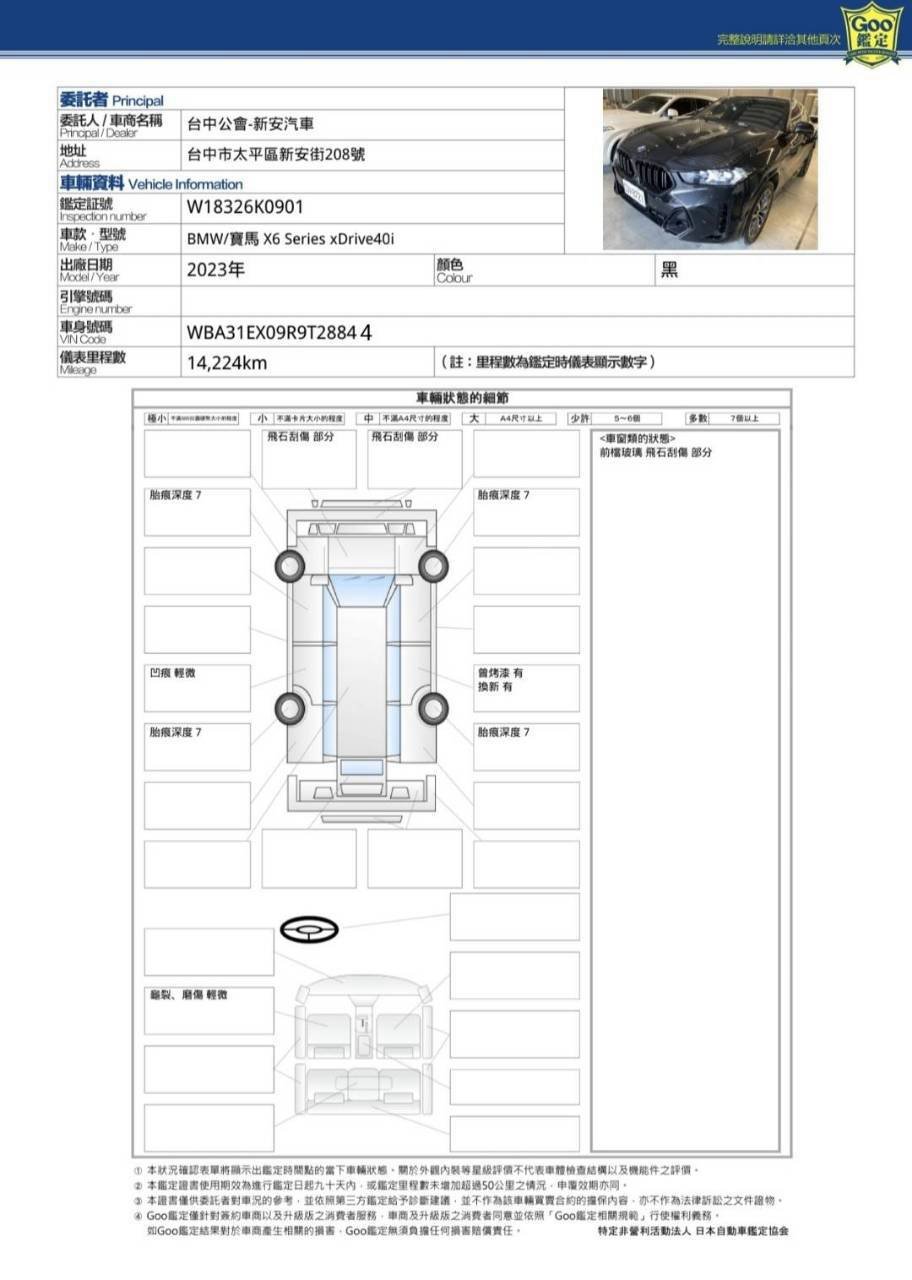 完整說明請詳洽其他頁次
Goo
鑑定
委託者 Principal
委託人/車商名稱
Principal/Dealer
台中公會-新安汽車
地址
Address
台中市太平區新安街208號
車輛資料 Vehicle Information
鑑定証號
Inspection number
W18326K0901
車款·型號
Make/Type
BMW/寶馬 X6 Series xDrive40i
出廠日期
Model/Year
2023年
顏色
Colour
黑
引擎號碼
Engine number
車身號碼
VIN Code
WBA31EX09R9T28844
儀表里程數
Mileage
14,224km
(註:里程數為鑑定時儀表顯示數字)
車輛狀態的細節
極小
小 不滿卡片大小的程度
中 不滿A4尺寸的程度
大 A4尺寸以上
少許 5~6個
多數 7個以上
飛石刮傷 部分
飛石刮傷 部分
<車窗類的狀態>
前檔玻璃 飛石刮傷 部分
胎痕深度 7
胎痕深度 7
凹痕 輕微
曾烤漆 有
換新 有
胎痕深度 7
胎痕深度 7
龜裂、磨傷 輕微
① 本狀況確認表單將顯示出鑑定時間點的當下車輛狀態。關於外觀內裝等星級評價不代表車體檢查結構以及機能件之評價。
② 本鑑定證書使用期效為進行鑑定日起九十天內,或鑑定里程數未增加超過50公里之情況,申覆效期亦同。
③ 本證書僅供委託者對車況的參考,並依照第三方鑑定給予診斷建議,並不作為該車輛買賣合約的擔保內容,亦不作為法律訴訟之文件證物。
④ Goo鑑定僅針對簽約車商以及升級版之消費者服務,車商及升級版之消費者同意並依照「Goo鑑定相關規範」行使權利義務。
如Goo鑑定結果對於車商產生相關的損害,Goo鑑定無須負擔任何損害賠償責任。
特定非營利活動法人 日本自動車鑑定協會